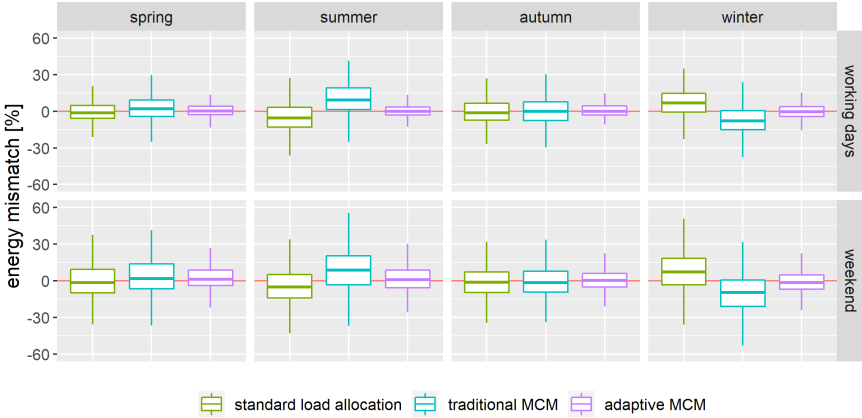 spring summer autumn winter
60
30
0
-30
-60
working days
60
30
0
-30
-60
weekend
energy mismatch [%]
standard load allocation traditional MCM adaptive MCM